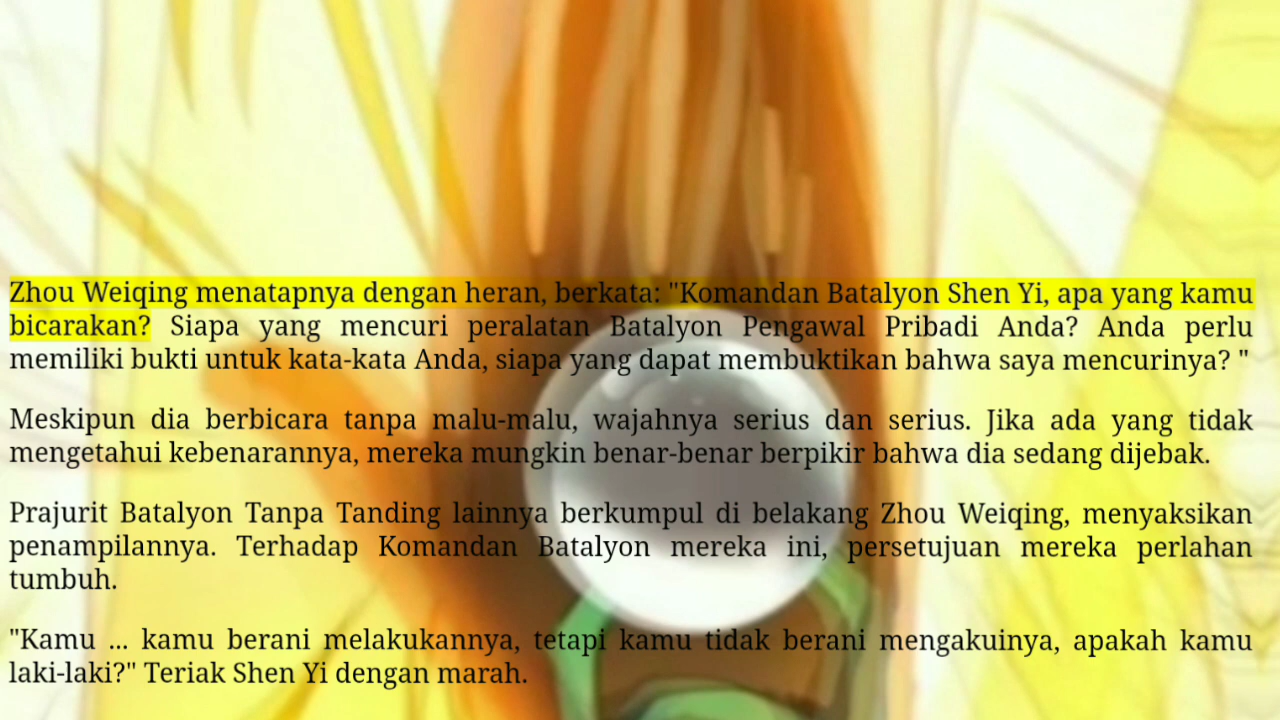 Zhou Weiqing menatapnya dengan heran, berkata: "Komandan Batalyon Shen Yi, apa yang kamu
bicarakan? Siapa yang mencuri peralatan Batalyon Pengawal Pribadi Anda? Anda perlu
memiliki bukti untuk kata-kata Anda, siapa yang dapat membuktikan bahwa saya mencurinya? "
Meskipun dia berbicara tanpa malu-malu, wajahnya serius dan serius. Jika ada yang tidak
mengetahui kebenarannya, mereka mungkin benar-benar berpikir bahwa dia sedang dijebak.
Prajurit Batalyon Tanpa Tanding lainnya berkumpul di belakang Zhou Weiqing, menyaksikan
penampilannya. Terhadap Komandan Batalyon mereka ini, persetujuan mereka perlahan
tumbuh.
"Kamu ... kamu berani melakukannya, tetapi kamu tidak berani mengakuinya, apakah kamu
laki-laki?" Teriak Shen Yi dengan marah.